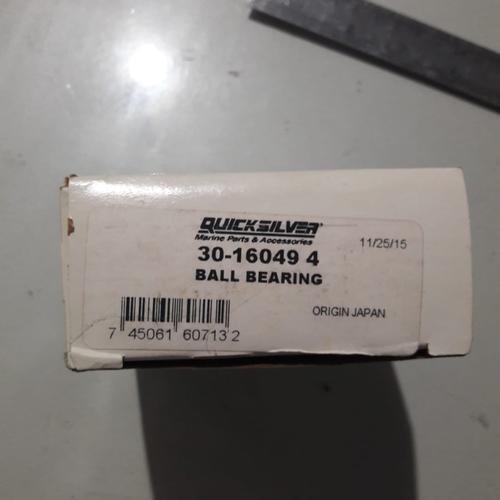 QUICKSILVER
Marine Parts & Accessories
11/25/15
30-16049 4
BALL BEARING
ORIGIN JAPAN
7 45061 60713 2